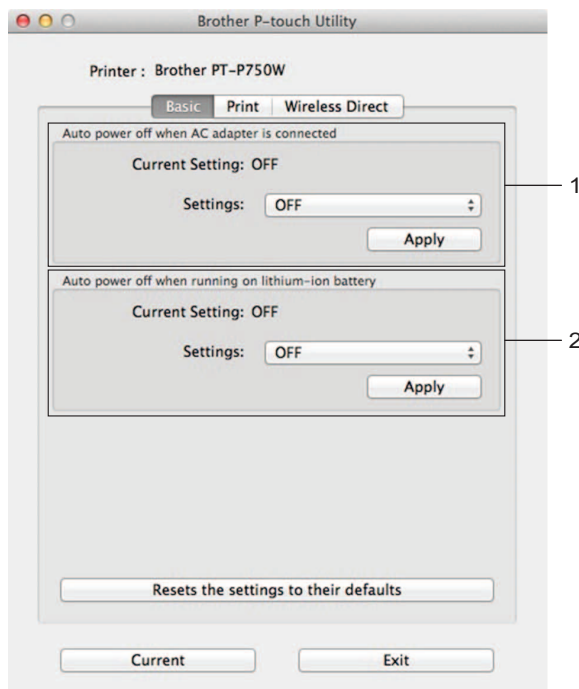 Brother P-touch Utility
Printer : Brother PT-P750W
Basic Print Wireless Direct
Auto power off when AC adapter is connected
Current Setting: OFF
1
Settings: OFF
Apply
Auto power off when running on lithium-ion battery
Current Setting: OFF
2
Settings: OFF
Apply
Resets the settings to their defaults
Current Exit